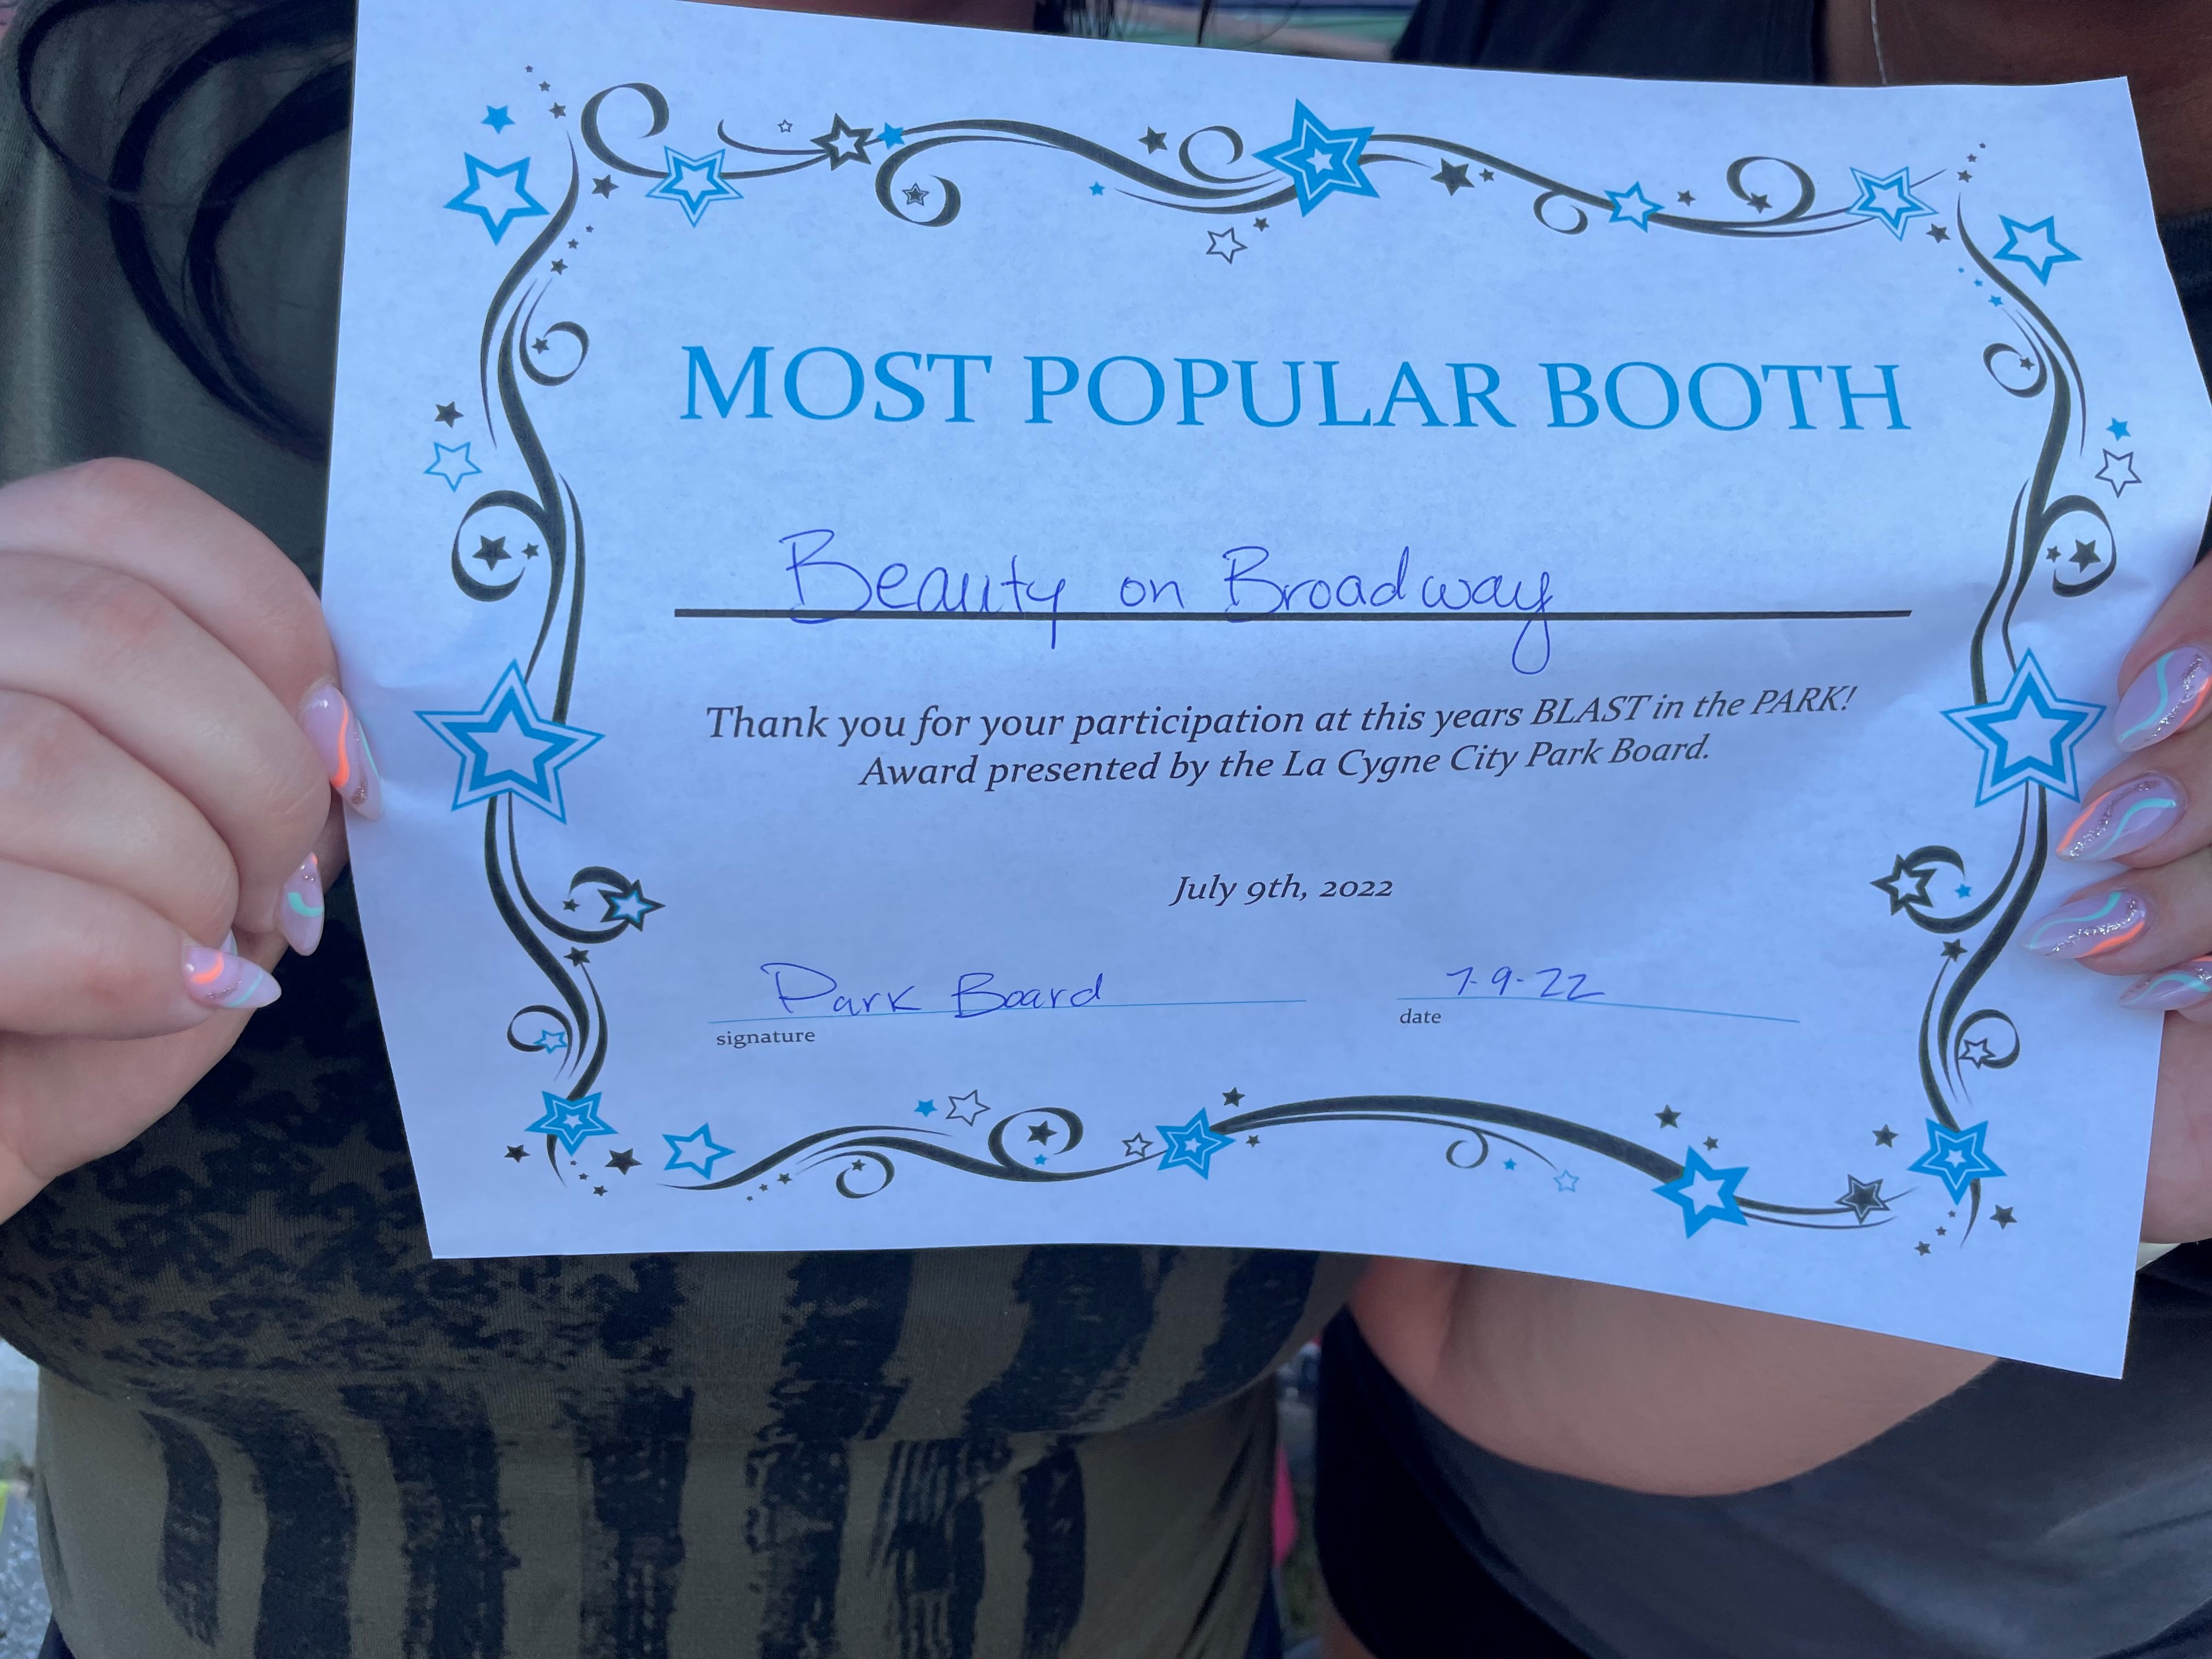 MOST POPULAR BOOTH
Beauty on Broadway
Thank you for your participation at this years BLAST in the PARK!
Award presented by the La Cygne City Park Board.
July 9th, 2022
Park Board
7-9-22
signature
date